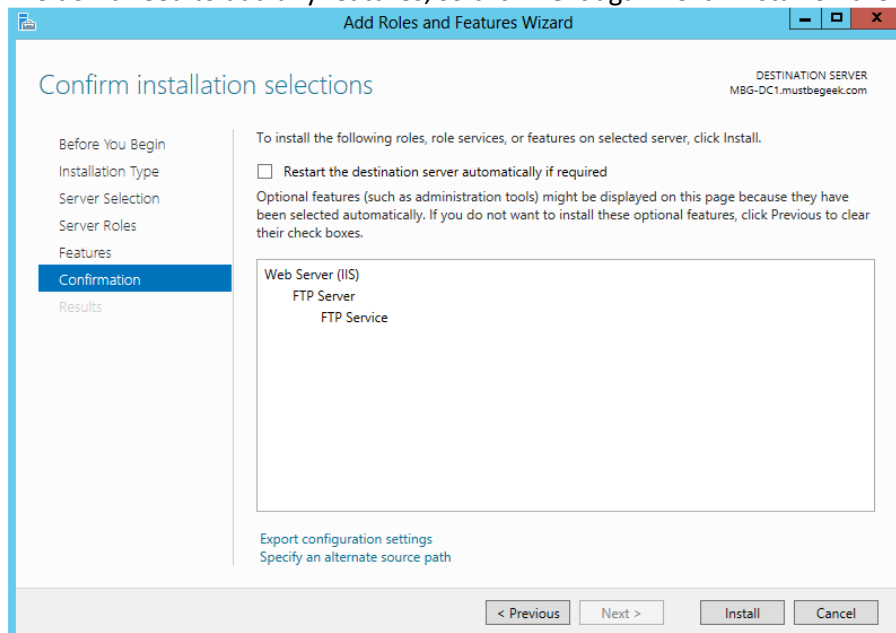 Add Roles and Features Wizard
Confirm installation selections
DESTINATION SERVER
MBG-DC1.mustbegeek.com
Before You Begin
Installation Type
Server Selection
Server Roles
Features
Confirmation
Results
To install the following roles, role services, or features on selected server, click Install.
Restart the destination server automatically if required
Optional features (such as administration tools) might be displayed on this page because they have
been selected automatically. If you do not want to install these optional features, click Previous to clear
their check boxes.
Web Server (IIS)
FTP Server
FTP Service
Export configuration settings
Specify an alternate source path
< Previous
Next >
Install
Cancel